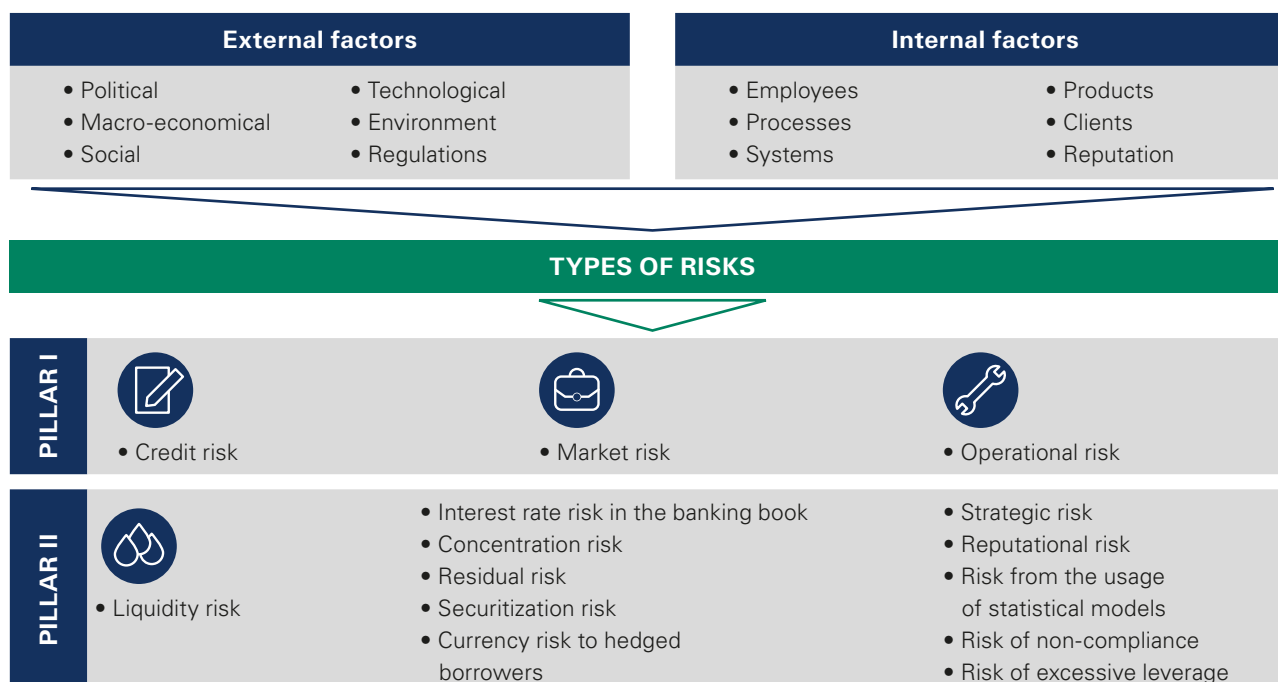 External factors
• Political
• Macro-economical
• Social
• Technological
• Environment
• Regulations
Internal factors
• Employees
• Processes
• Systems
• Products
• Clients
• Reputation
TYPES OF RISKS
PILLAR I
• Credit risk
• Market risk
• Operational risk
PILLAR II
• Liquidity risk
• Interest rate risk in the banking book
• Concentration risk
• Residual risk
• Securitization risk
• Currency risk to hedged
borrowers
• Strategic risk
• Reputational risk
• Risk from the usage
of statistical models
• Risk of non-compliance
• Risk of excessive leverage